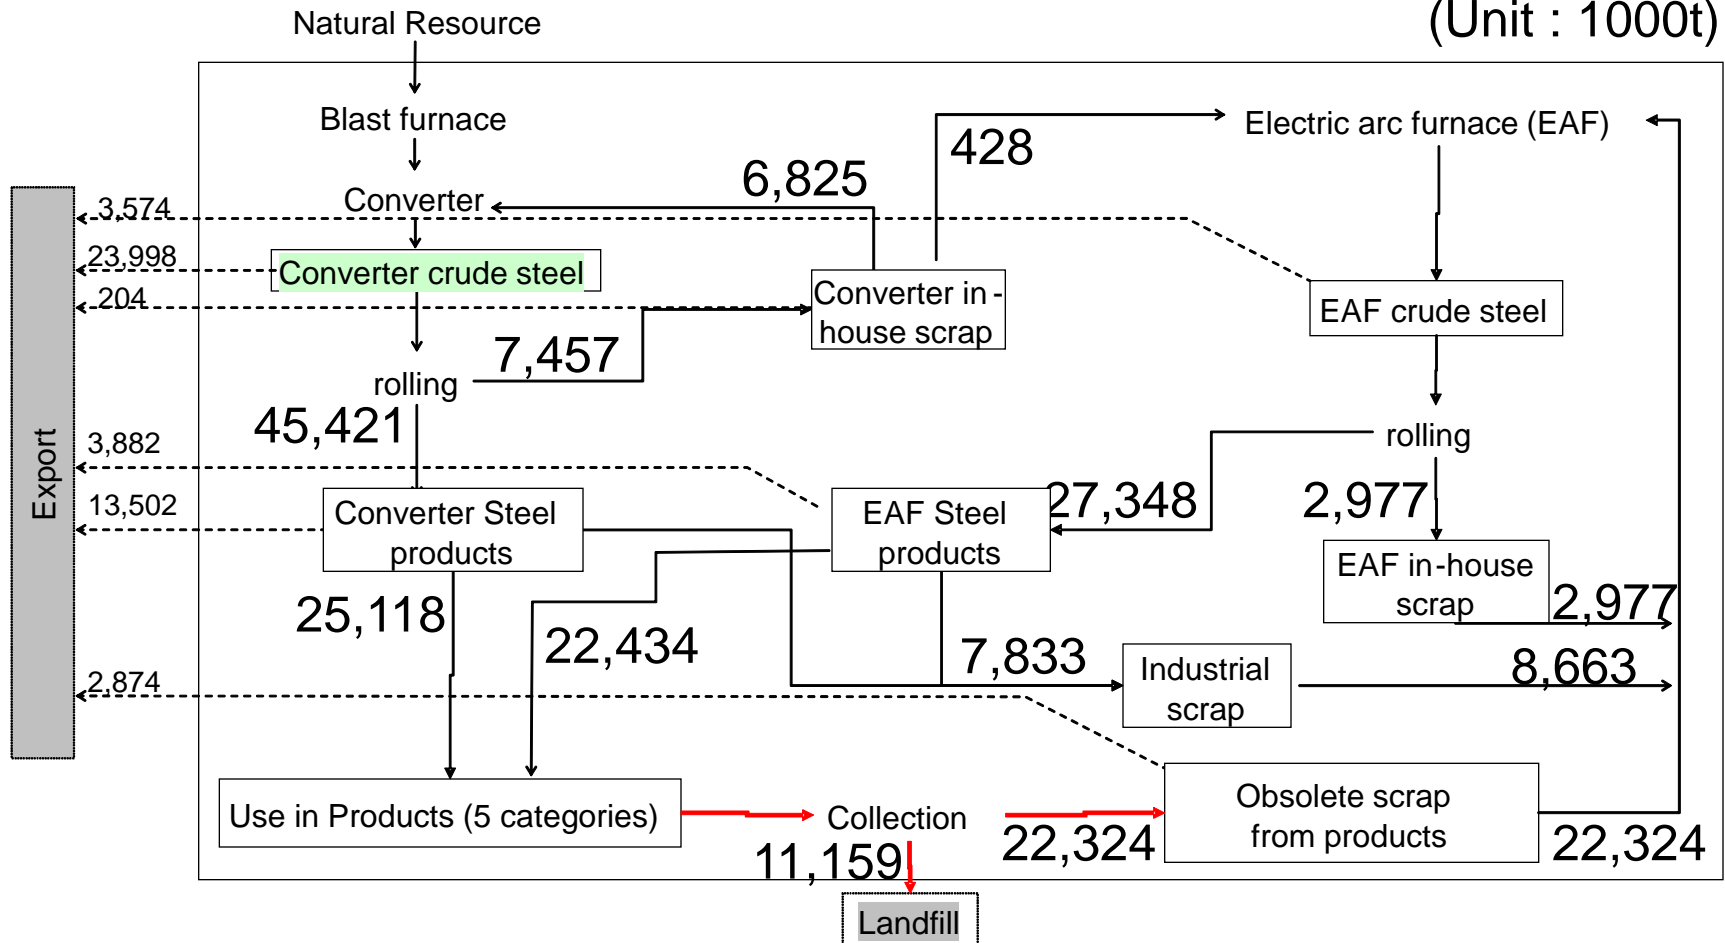 Natural Resource
(Unit : 1000t)
Blast furnace
Electric arc furnace (EAF)
428
6,825
Converter
3,574
23,998
Converter crude steel
204
Converter in-
house scrap
EAF crude steel
7,457
rolling
45,421
rolling
3,882
Export
13,502
Converter Steel
products
EAF Steel
products
27,348
2,977
EAF in-house
scrap
2,977
25,118
22,434
7,833
Industrial
scrap
8,663
2,874
Use in Products (5 categories)
Collection
Obsolete scrap
from products
11,159
22,324
22,324
Landfill